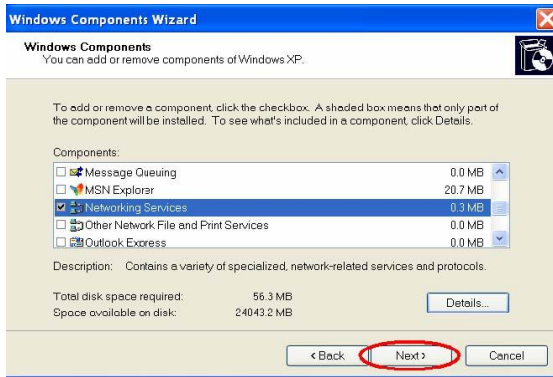 Windows Components Wizard
Windows Components
You can add or remove components of Windows XP.
To add or remove a component, click the checkbox. A shaded box means that only part of
the component will be installed. To see what's included in a component, click Details.
Components:
Message Queuing 0.0 MB
MSN Explorer 20.7 MB
Networking Services 0.3 MB
Other Network File and Print Services 0.0 MB
Outlook Express 0.0 MB
Description: Contains a variety of specialized, network-related services and protocols.
Total disk space required: 56.3 MB
Space available on disk: 24043.2 MB
Details...
< Back Next > Cancel